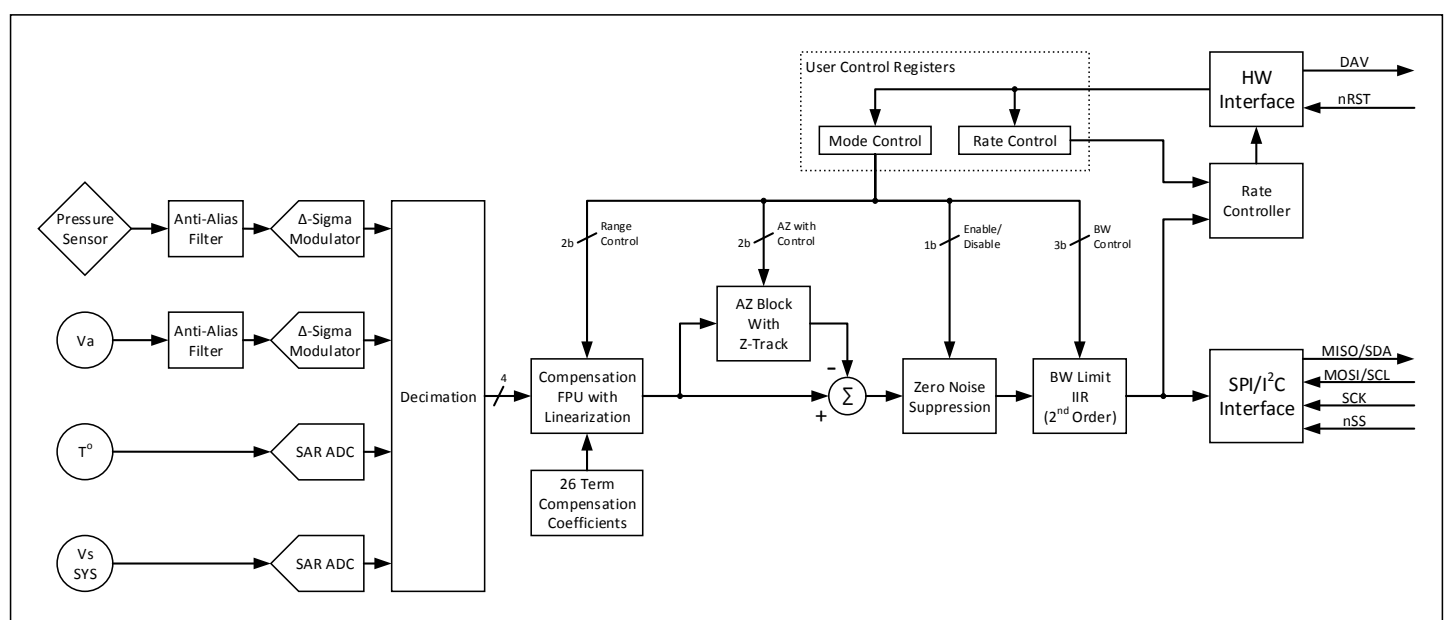 User Control Registers
HW
Interface
DAV
nRST
Mode Control
Rate Control
Rate
Controller
Pressure
Sensor
Anti-Alias
Filter
Δ-Sigma
Modulator
2b
Range
Control
2b
AZ with
Control
1b
Enable/
Disable
3b
BW
Control
Va
Anti-Alias
Filter
Δ-Sigma
Modulator
AZ Block
With
Z-Track
Decimation
4
Compensation
FPU with
Linearization
-
+
Σ
Zero Noise
Suppression
BW Limit
IIR
(2nd Order)
SPI/I²C
Interface
MISO/SDA
MOSI/SCL
SCK
nSS
T°
SAR ADC
26 Term
Compensation
Coefficients
Vs
SYS
SAR ADC